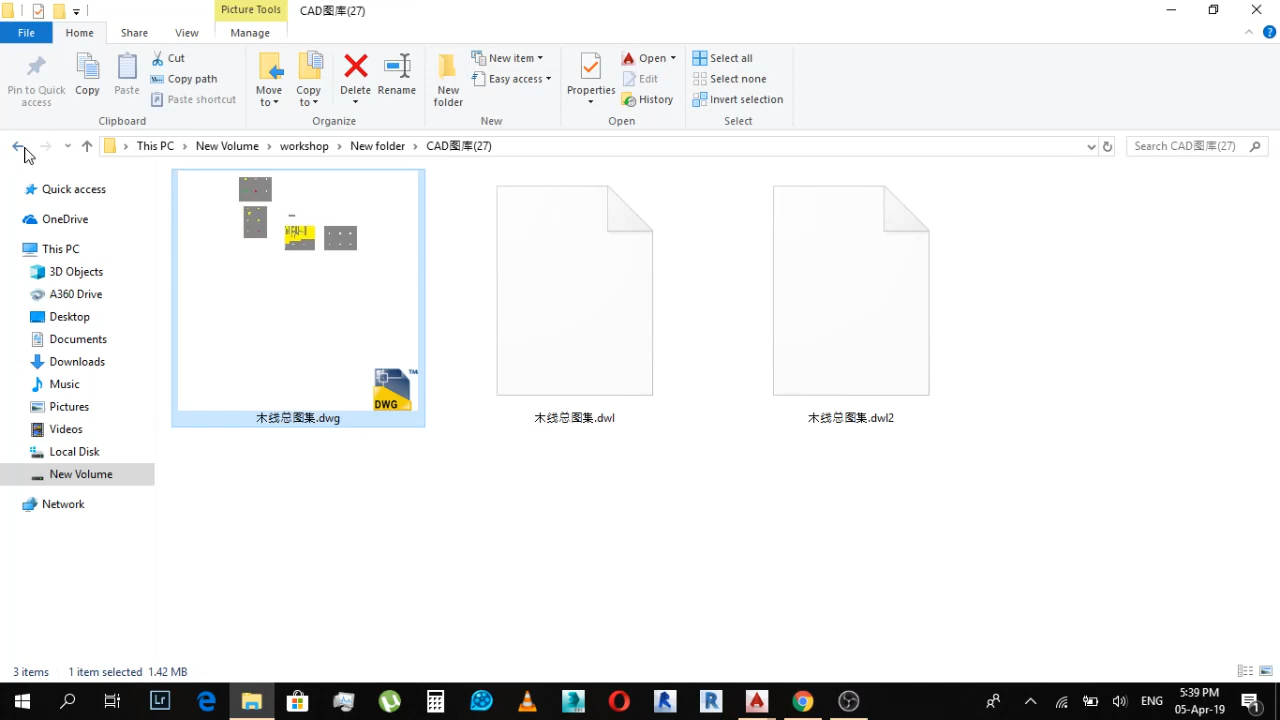 Picture Tools
CAD图库(27)
File
Home
Share
View
Manage
Pin to Quick access
Copy
Paste
Cut
Copy path
Paste shortcut
Clipboard
Move to
Copy to
Delete
Rename
Organize
New folder
New item
Easy access
New
Properties
Open
Edit
History
Open
Select all
Select none
Invert selection
Select
This PC
New Volume
workshop
New folder
CAD图库(27)
Search CAD图库(27)
Quick access
OneDrive
This PC
3D Objects
A360 Drive
Desktop
Documents
Downloads
Music
Pictures
Videos
Local Disk
New Volume
Network
DWG
TM
木线总图集.dwg
木线总图集.dwl
木线总图集.dwl2
3 items
1 item selected 1.42 MB
Lr
ENG
5:39 PM
05-Apr-19
1